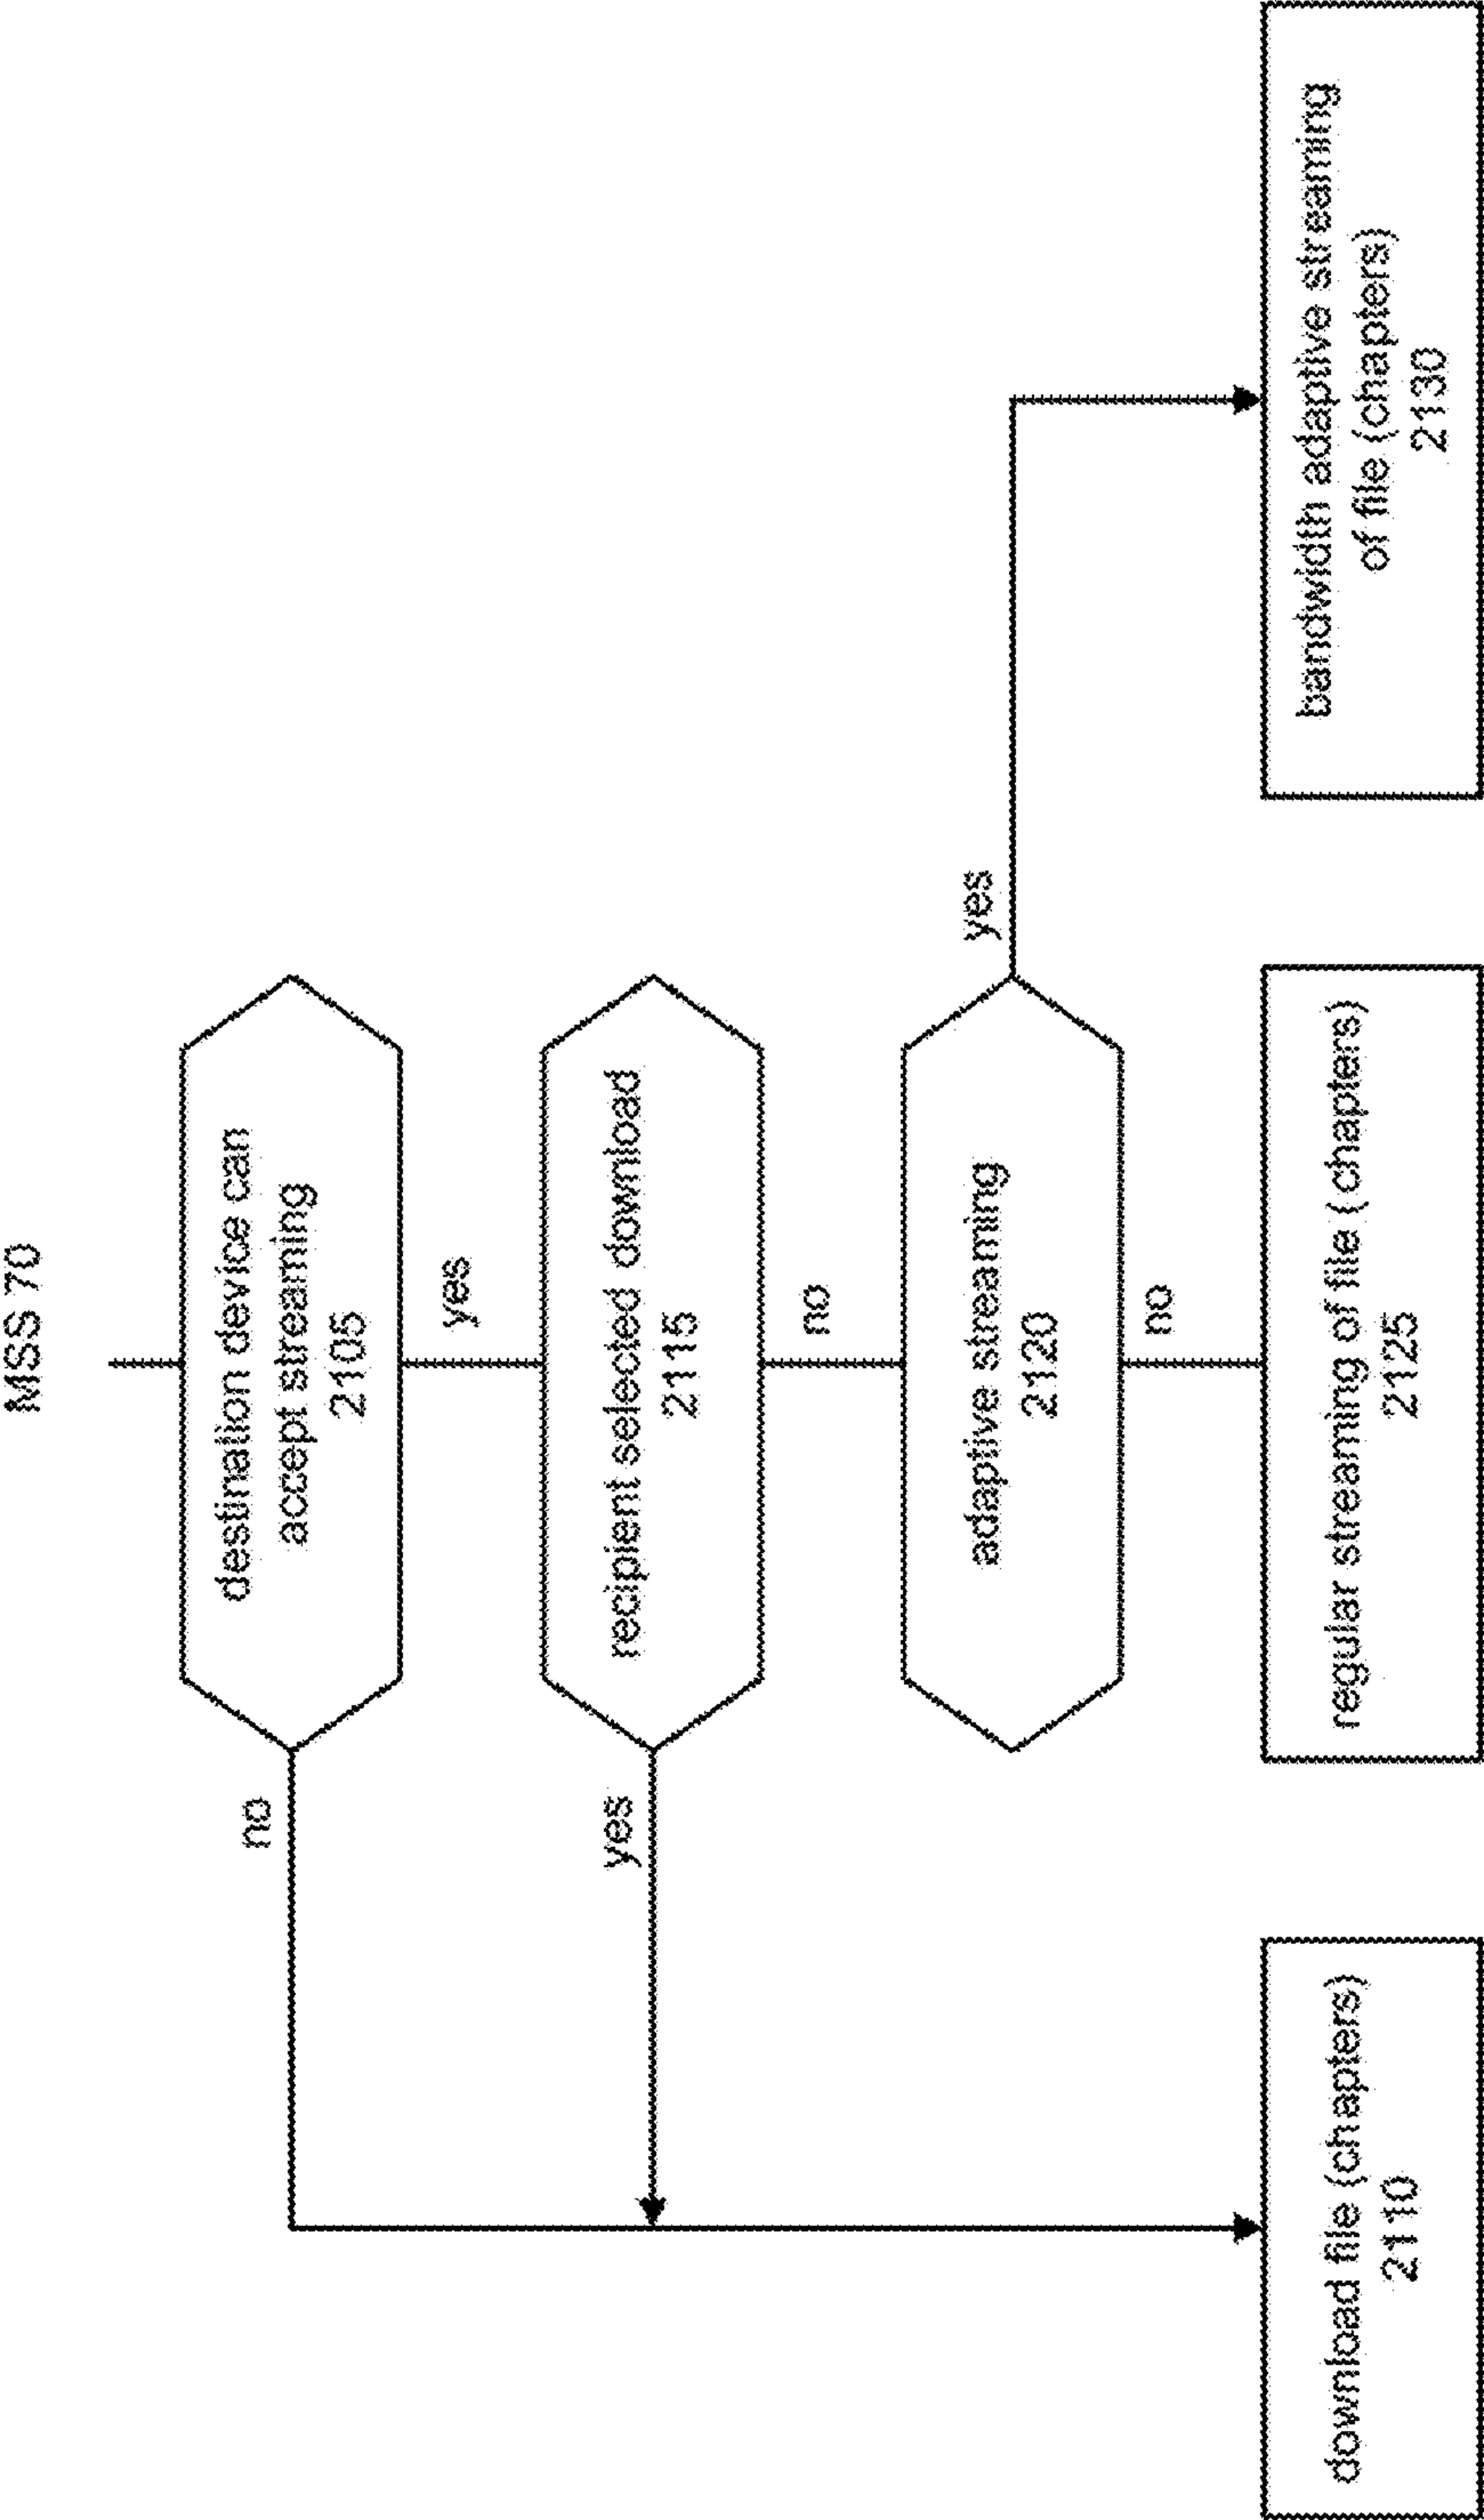 MSS 70
destination device can
accept streaming
2105
no
yes
recipient selected download
2115
yes
no
adaptive streaming
2120
yes
no
download file (chapters)
2110
regular streaming of file (chapters)
2125
bandwidth adaptive streaming
of file (chapters)
2130